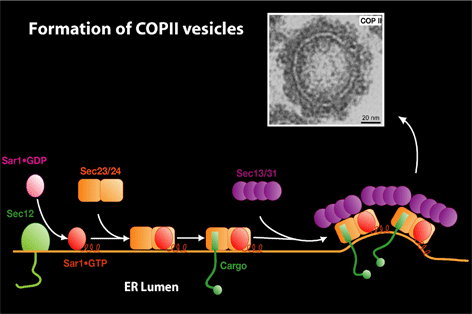 Formation of COPII vesicles
COP II
20 nm
Sar1•GDP
Sec23/24
Sec13/31
Sec12
Sar1•GTP
Cargo
ER Lumen